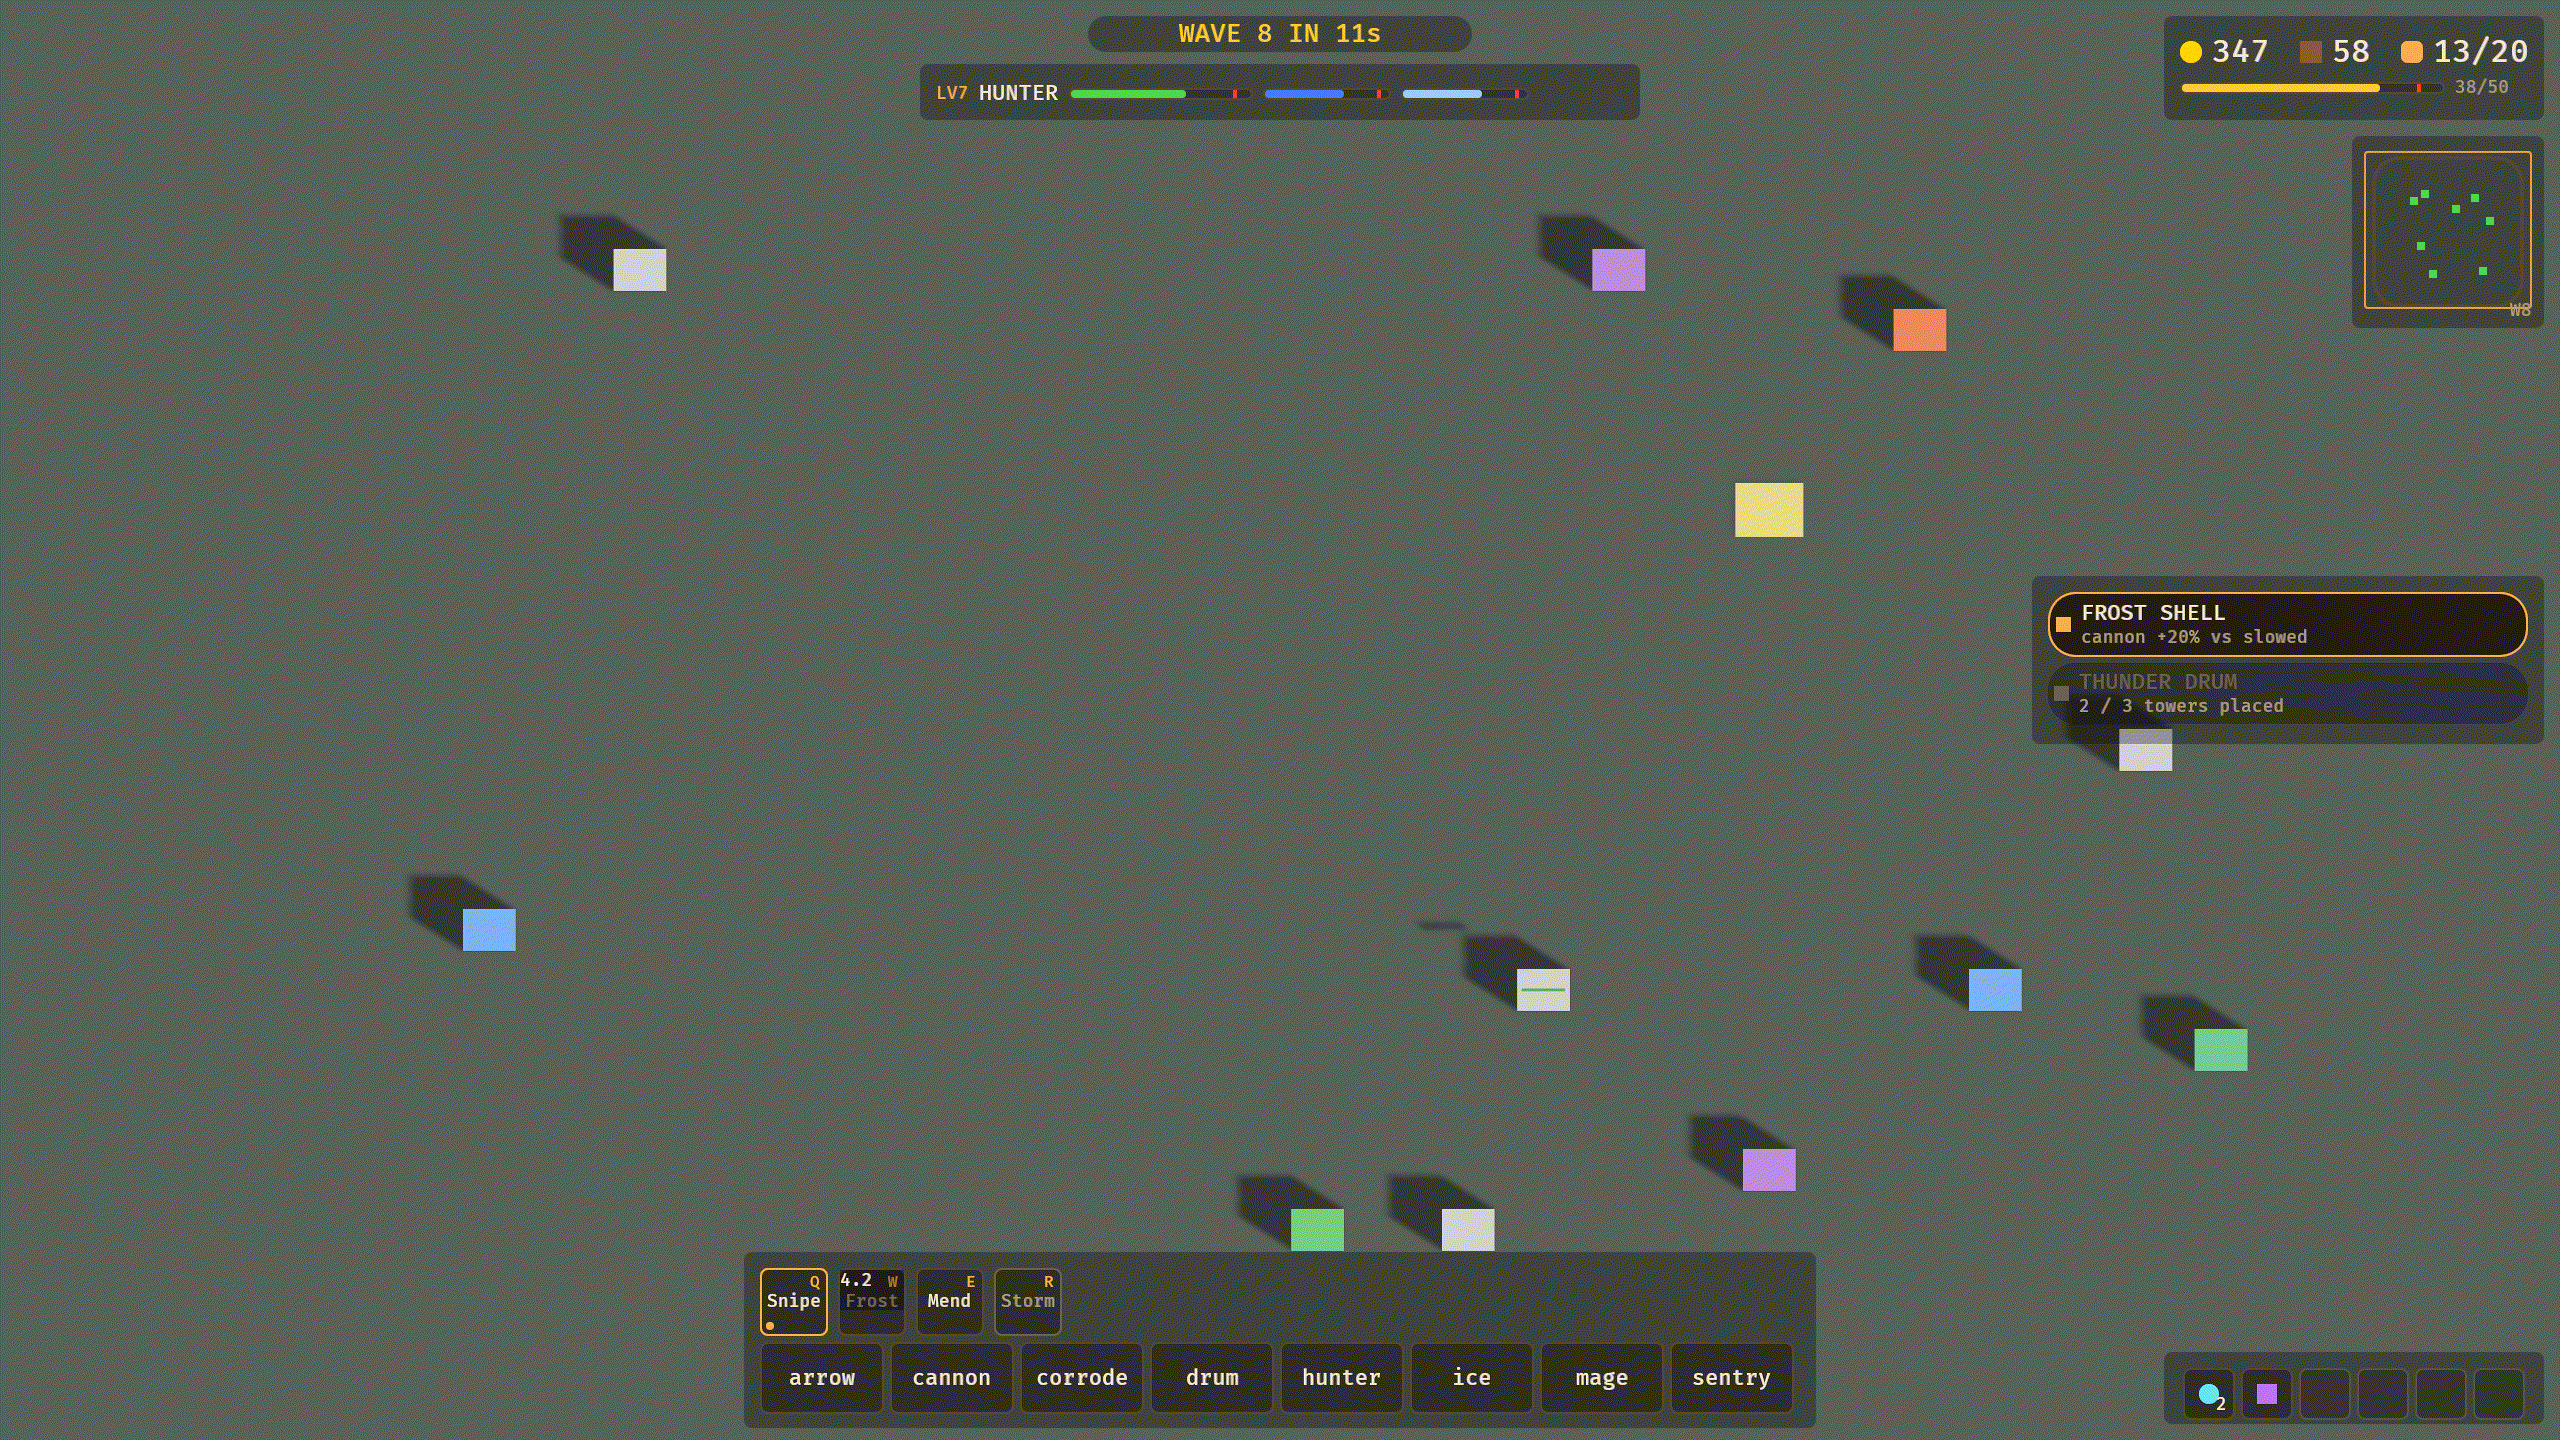 WAVE 8 IN 11s
LV7 HUNTER
347 58 13/20
38/50
W8
FROST SHELL
cannon +20% vs slowed
THUNDER DRUM
2 / 3 towers placed
Q 4.2 W E R
Snipe Frost Mend Storm
arrow cannon corrode drum hunter ice mage sentry
2